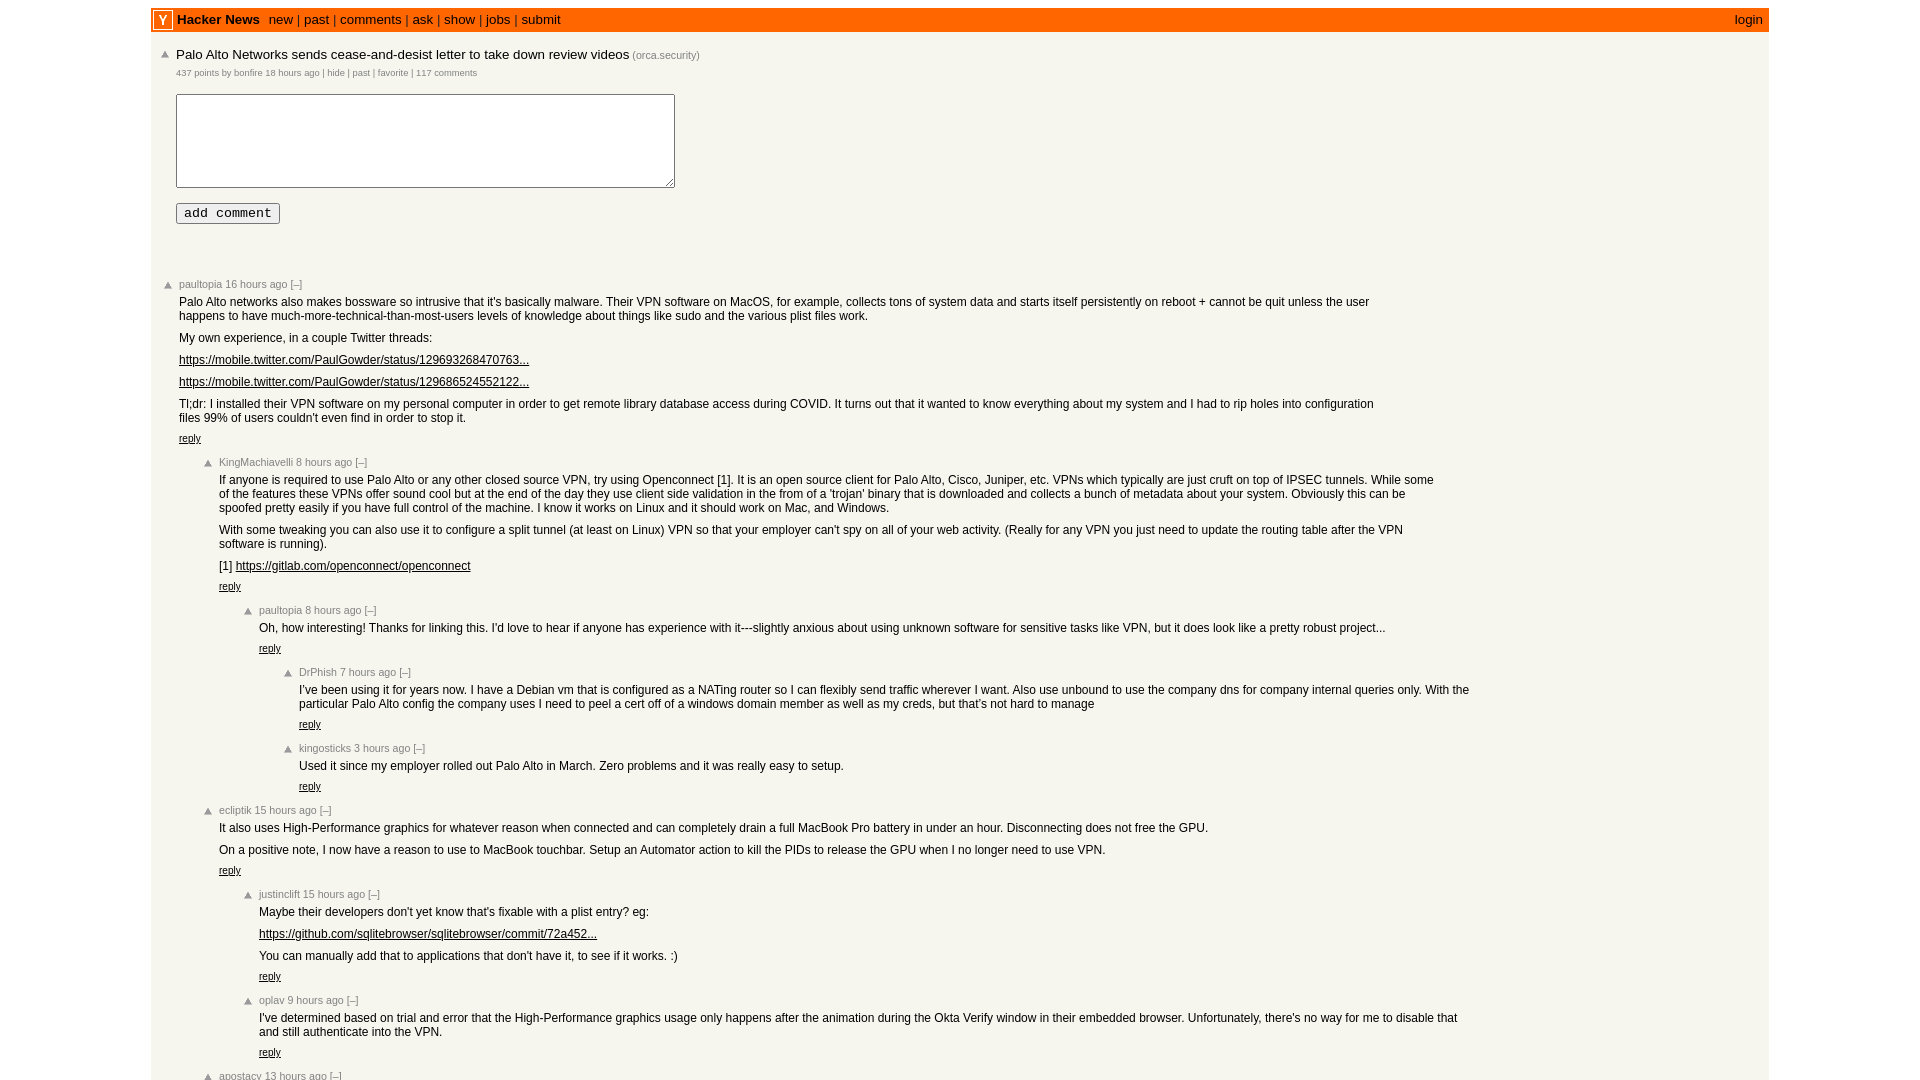 Y Hacker News new | past | comments | ask | show | jobs | submit login
Palo Alto Networks sends cease-and-desist letter to take down review videos (orca.security)
437 points by bonfire 18 hours ago | hide | past | favorite | 117 comments
add comment
paultopia 16 hours ago [–]
Palo Alto networks also makes bossware so intrusive that it's basically malware. Their VPN software on MacOS, for example, collects tons of system data and starts itself persistently on reboot + cannot be quit unless the user
happens to have much-more-technical-than-most-users levels of knowledge about things like sudo and the various plist files work.
My own experience, in a couple Twitter threads:
https://mobile.twitter.com/PaulGowder/status/129693268470763...
https://mobile.twitter.com/PaulGowder/status/129686524552122...
Tl;dr: I installed their VPN software on my personal computer in order to get remote library database access during COVID. It turns out that it wanted to know everything about my system and I had to rip holes into configuration
files 99% of users couldn't even find in order to stop it.
reply
KingMachiavelli 8 hours ago [–]
If anyone is required to use Palo Alto or any other closed source VPN, try using Openconnect [1]. It is an open source client for Palo Alto, Cisco, Juniper, etc. VPNs which typically are just cruft on top of IPSEC tunnels. While some
of the features these VPNs offer sound cool but at the end of the day they use client side validation in the from of a 'trojan' binary that is downloaded and collects a bunch of metadata about your system. Obviously this can be
spoofed pretty easily if you have full control of the machine. I know it works on Linux and it should work on Mac, and Windows.
With some tweaking you can also use it to configure a split tunnel (at least on Linux) VPN so that your employer can't spy on all of your web activity. (Really for any VPN you just need to update the routing table after the VPN
software is running).
[1] https://gitlab.com/openconnect/openconnect
reply
paultopia 8 hours ago [–]
Oh, how interesting! Thanks for linking this. I'd love to hear if anyone has experience with it---slightly anxious about using unknown software for sensitive tasks like VPN, but it does look like a pretty robust project...
reply
DrPhish 7 hours ago [–]
I've been using it for years now. I have a Debian vm that is configured as a NATing router so I can flexibly send traffic wherever I want. Also use unbound to use the company dns for company internal queries only. With the
particular Palo Alto config the company uses I need to peel a cert off of a windows domain member as well as my creds, but that's not hard to manage
reply
kingosticks 3 hours ago [–]
Used it since my employer rolled out Palo Alto in March. Zero problems and it was really easy to setup.
reply
ecliptik 15 hours ago [–]
It also uses High-Performance graphics for whatever reason when connected and can completely drain a full MacBook Pro battery in under an hour. Disconnecting does not free the GPU.
On a positive note, I now have a reason to use to MacBook touchbar. Setup an Automator action to kill the PIDs to release the GPU when I no longer need to use VPN.
reply
justinclift 15 hours ago [–]
Maybe their developers don't yet know that's fixable with a plist entry? eg:
https://github.com/sqlitebrowser/sqlitebrowser/commit/72a452...
You can manually add that to applications that don't have it, to see if it works. :)
reply
oplav 9 hours ago [–]
I've determined based on trial and error that the High-Performance graphics usage only happens after the animation during the Okta Verify window in their embedded browser. Unfortunately, there's no way for me to disable that
and still authenticate into the VPN.
reply
apostacy 13 hours ago [–]